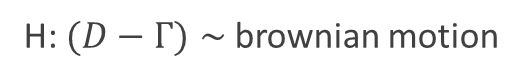 H: (𝐷 − Γ) ~ brownian motion